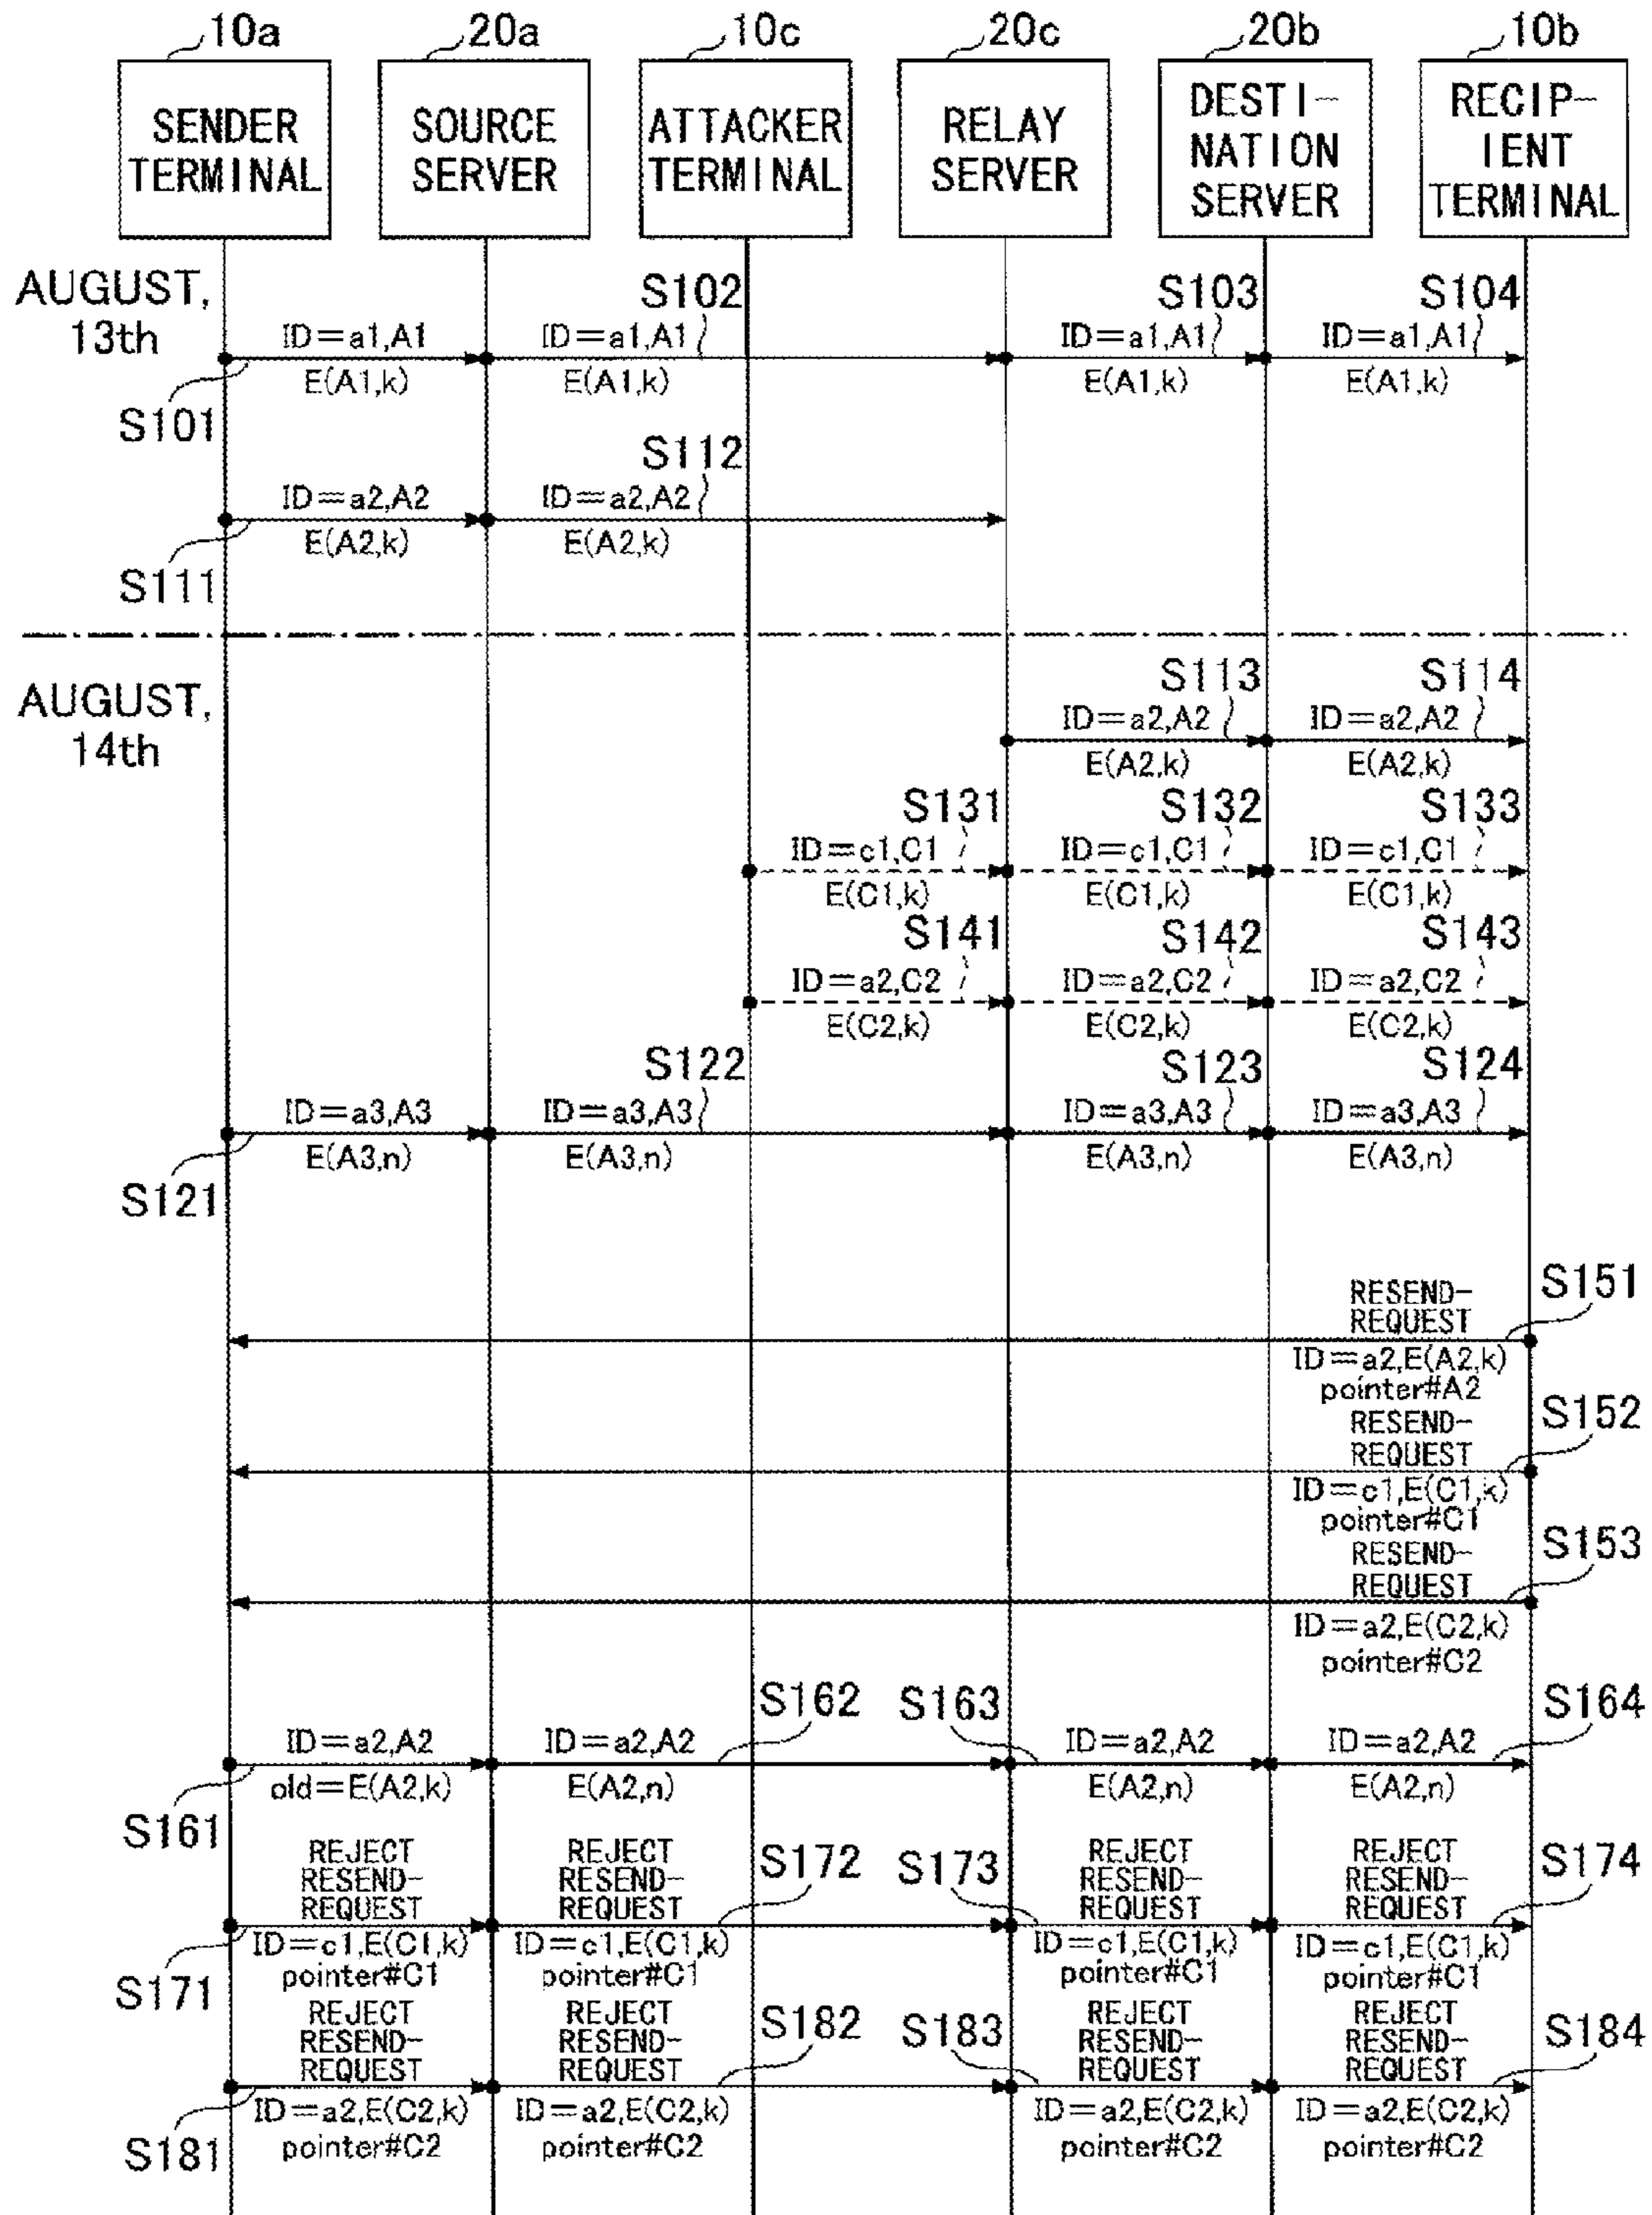 10a 20a 10c 20c 20b 10b
SENDER TERMINAL
SOURCE SERVER
ATTACKER TERMINAL
RELAY SERVER
DESTI-
NATION
SERVER
RECIP-
IENT
TERMINAL
AUGUST,
13th
S102 S103 S104
ID=a1,A1 ID=a1,A1 ID=a1,A1 ID=a1,A1
E(A1,k) E(A1,k) E(A1,k) E(A1,k)
S101
S112
ID=a2,A2 ID=a2,A2
E(A2,k) E(A2,k)
S111
AUGUST,
14th
S113 S114
ID=a2,A2 ID=a2,A2
E(A2,k) E(A2,k)
S131 S132 S133
ID=c1,C1 ID=c1,C1 ID=c1,C1
E(C1,k) E(C1,k) E(C1,k)
S141 S142 S143
ID=a2,C2 ID=a2,C2 ID=a2,C2
E(C2,k) E(C2,k) E(C2,k)
S122 S123 S124
ID=a3,A3 ID=a3,A3 ID=a3,A3 ID=a3,A3
E(A3,n) E(A3,n) E(A3,n) E(A3,n)
S121
RESEND-
REQUEST
S151
ID=a2,E(A2,k)
pointer#A2
RESEND-
REQUEST
S152
ID=c1,E(C1,k)
pointer#C1
RESEND-
REQUEST
S153
ID=a2,E(C2,k)
pointer#C2
S162 S163 S164
ID=a2,A2 ID=a2,A2 ID=a2,A2 ID=a2,A2
old=E(A2,k) E(A2,n) E(A2,n) E(A2,n)
S161
REJECT REJECT REJECT REJECT
S172 S173 S174
RESEND- RESEND- RESEND- RESEND-
REQUEST REQUEST REQUEST REQUEST
ID=c1,E(C1,k) ID=c1,E(C1,k) ID=c1,E(C1,k) ID=c1,E(C1,k)
pointer#C1 pointer#C1 pointer#C1 pointer#C1
S171
REJECT REJECT REJECT REJECT
S182 S183 S184
RESEND- RESEND- RESEND- RESEND-
REQUEST REQUEST REQUEST REQUEST
ID=a2,E(C2,k) ID=a2,E(C2,k) ID=a2,E(C2,k) ID=a2,E(C2,k)
pointer#C2 pointer#C2 pointer#C2 pointer#C2
S181